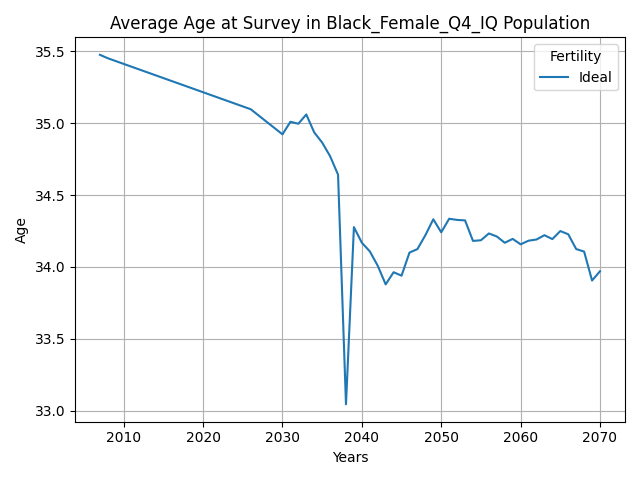 Average Age at Survey in Black_Female_Q4_IQ Population
Fertility
Ideal
Age
35.5
35.0
34.5
34.0
33.5
33.0
2010 2020 2030 2040 2050 2060 2070
Years